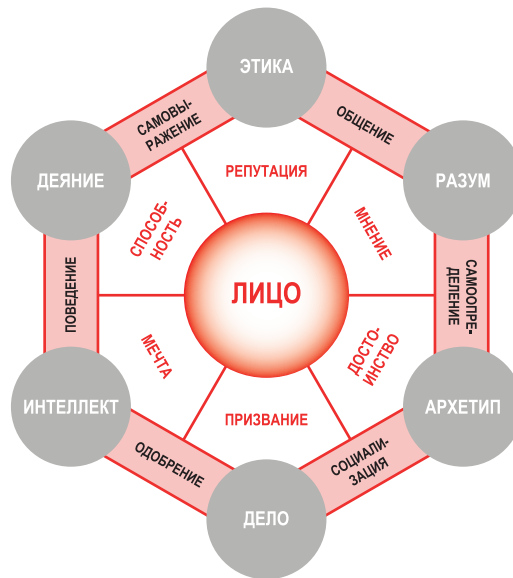 ЭТИКА
САМОВЫ-
РАЖЕНИЕ
ОБЩЕНИЕ
ДЕЯНИЕ
РЕПУТАЦИЯ
РАЗУМ
СПОСОБ-
НОСТЬ
МНЕНИЕ
ПОВЕДЕНИЕ
ЛИЦО
САМООПРЕ-
ДЕЛЕНИЕ
МЕЧТА
ДОСТО-
ИНСТВО
ИНТЕЛЛЕКТ
ПРИЗВАНИЕ
АРХЕТИП
ОДОБРЕНИЕ
СОЦИАЛИ-
ЗАЦИЯ
ДЕЛО